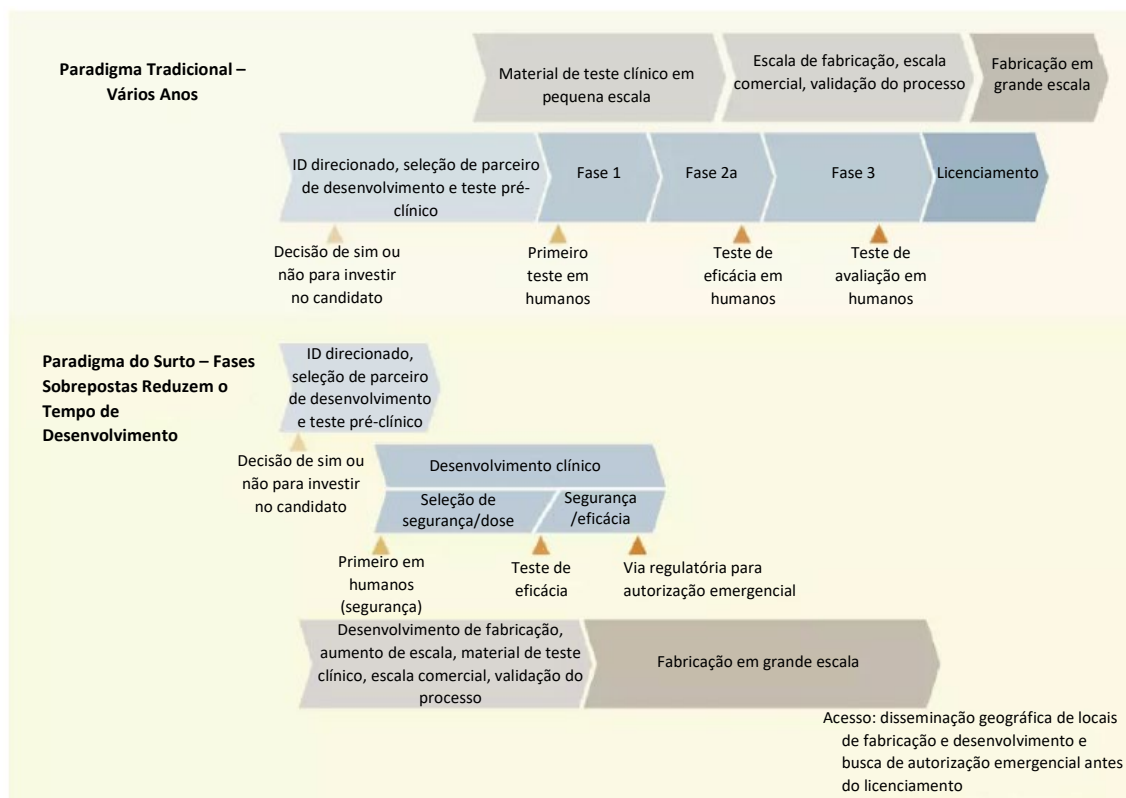 Paradigma Tradicional –
Vários Anos
Material de teste clínico em
pequena escala
Escala de fabricação, escala
comercial, validação do processo
Fabricação em
grande escala
ID direcionado, seleção de parceiro
de desenvolvimento e teste pré-
clínico
Fase 1
Fase 2a
Fase 3
Licenciamento
Decisão de sim ou
não para investir
no candidato
Primeiro
teste em
humanos
Teste de
eficácia em
humanos
Teste de
avaliação em
humanos
Paradigma do Surto – Fases
Sobrepostas Reduzem o
Tempo de
Desenvolvimento
ID direcionado,
seleção de parceiro
de desenvolvimento
e teste pré-clínico
Decisão de sim ou
não para investir
no candidato
Desenvolvimento clínico
Seleção de
segurança/dose
Segurança
/eficácia
Primeiro em
humanos
(segurança)
Teste de
eficácia
Via regulatória para
autorização emergencial
Desenvolvimento de fabricação,
aumento de escala, material de teste
clínico, escala comercial, validação do
processo
Fabricação em grande escala
Acesso: disseminação geográfica de locais
de fabricação e desenvolvimento e
busca de autorização emergencial antes
do licenciamento